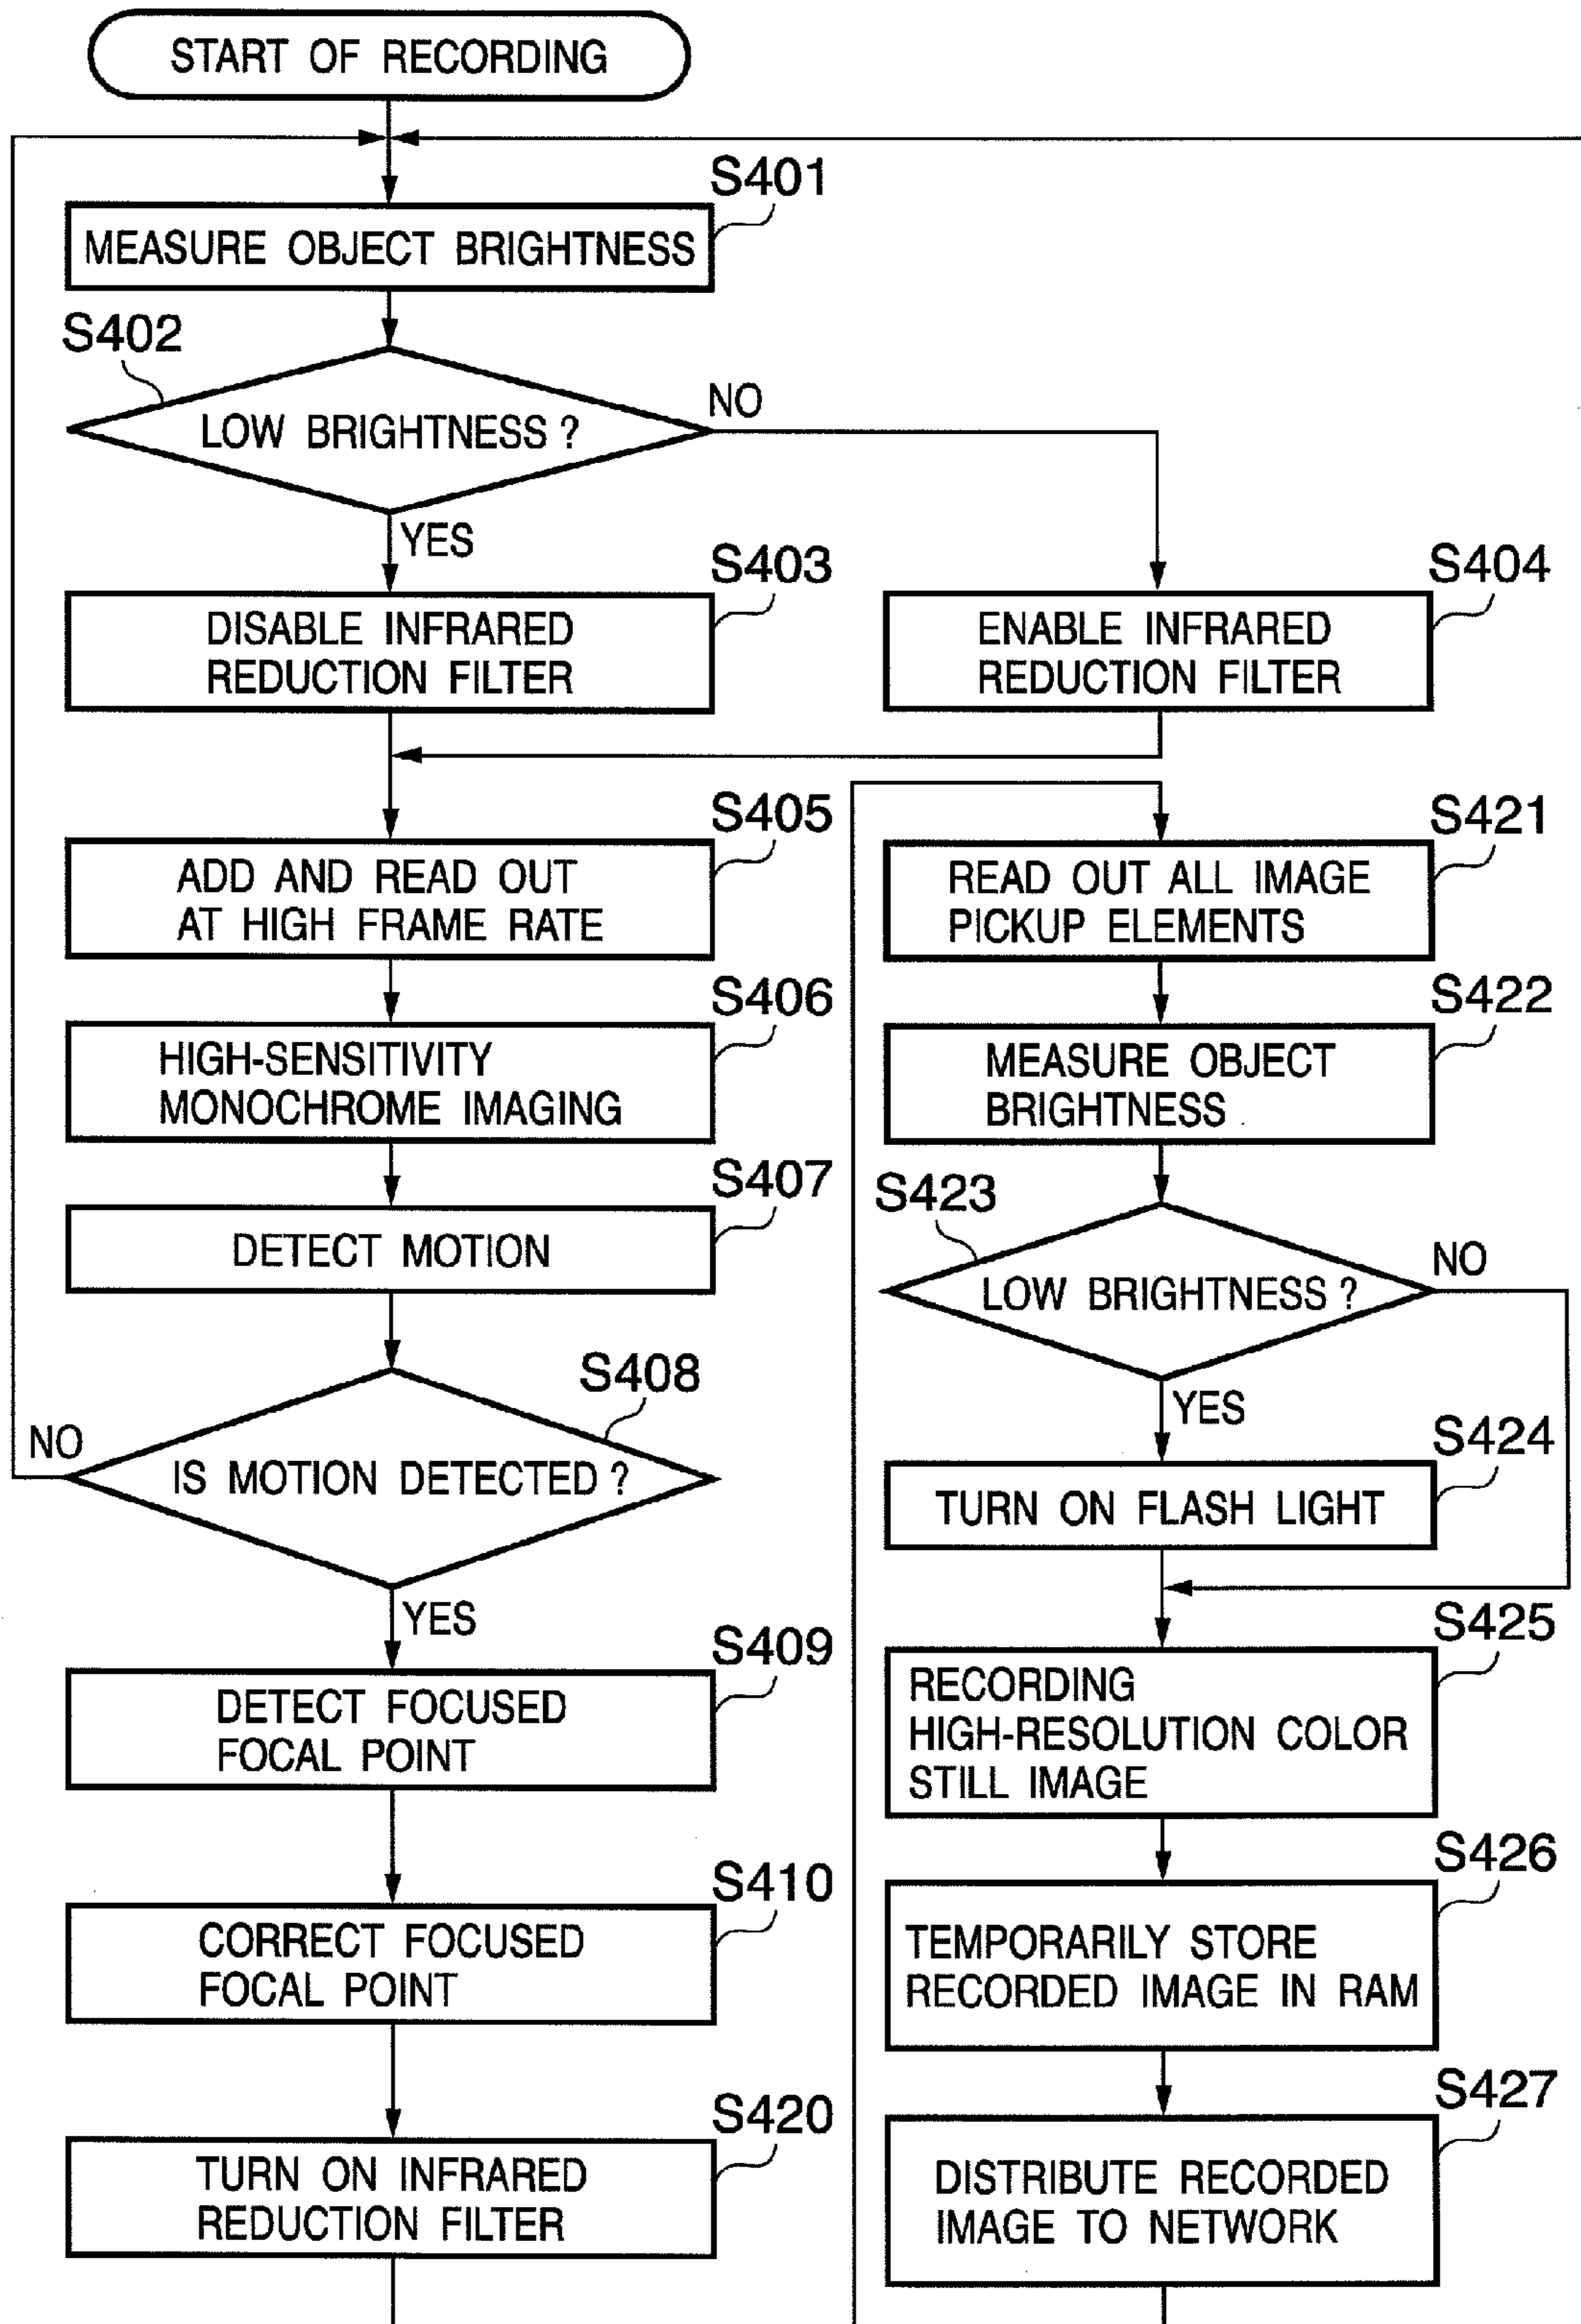 START OF RECORDING
S401
MEASURE OBJECT BRIGHTNESS
S402
LOW BRIGHTNESS ?
NO
YES
S403
DISABLE INFRARED
REDUCTION FILTER
S404
ENABLE INFRARED
REDUCTION FILTER
S405
ADD AND READ OUT
AT HIGH FRAME RATE
S406
HIGH-SENSITIVITY
MONOCHROME IMAGING
S407
DETECT MOTION
S408
IS MOTION DETECTED ?
NO
YES
S409
DETECT FOCUSED
FOCAL POINT
S410
CORRECT FOCUSED
FOCAL POINT
S420
TURN ON INFRARED
REDUCTION FILTER
S421
READ OUT ALL IMAGE
PICKUP ELEMENTS
S422
MEASURE OBJECT
BRIGHTNESS
S423
LOW BRIGHTNESS ?
NO
YES
S424
TURN ON FLASH LIGHT
S425
RECORDING
HIGH-RESOLUTION COLOR
STILL IMAGE
S426
TEMPORARILY STORE
RECORDED IMAGE IN RAM
S427
DISTRIBUTE RECORDED
IMAGE TO NETWORK